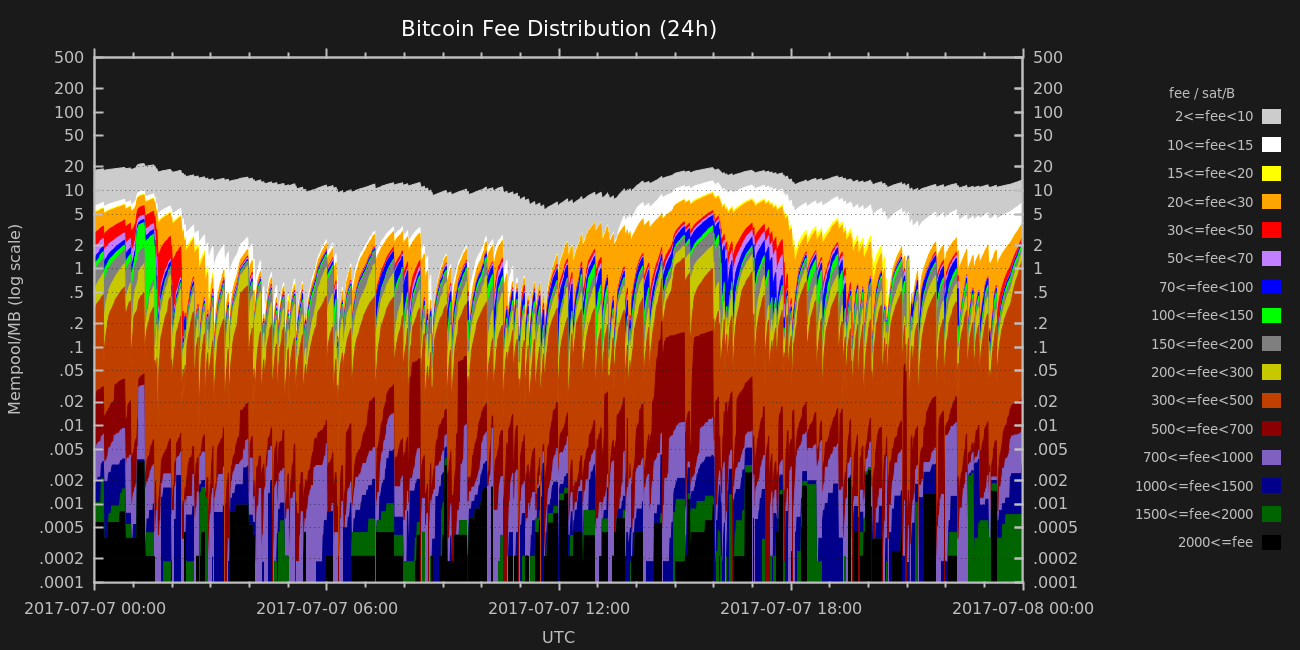 Bitcoin Fee Distribution (24h)
500 500
200 200
100 100
50 50
20 20
10 10
5 5
2 2
1 1
.5 .5
.2 .2
.1 .1
.05 .05
.02 .02
.01 .01
.005 .005
.002 .002
.001 .001
.0005 .0005
.0002 .0002
.0001 .0001
Mempool/MB (log scale)
2017-07-07 00:00 2017-07-07 06:00 2017-07-07 12:00 2017-07-07 18:00 2017-07-08 00:00
UTC
fee / sat/B
2<=fee<10
10<=fee<15
15<=fee<20
20<=fee<30
30<=fee<50
50<=fee<70
70<=fee<100
100<=fee<150
150<=fee<200
200<=fee<300
300<=fee<500
500<=fee<700
700<=fee<1000
1000<=fee<1500
1500<=fee<2000
2000<=fee